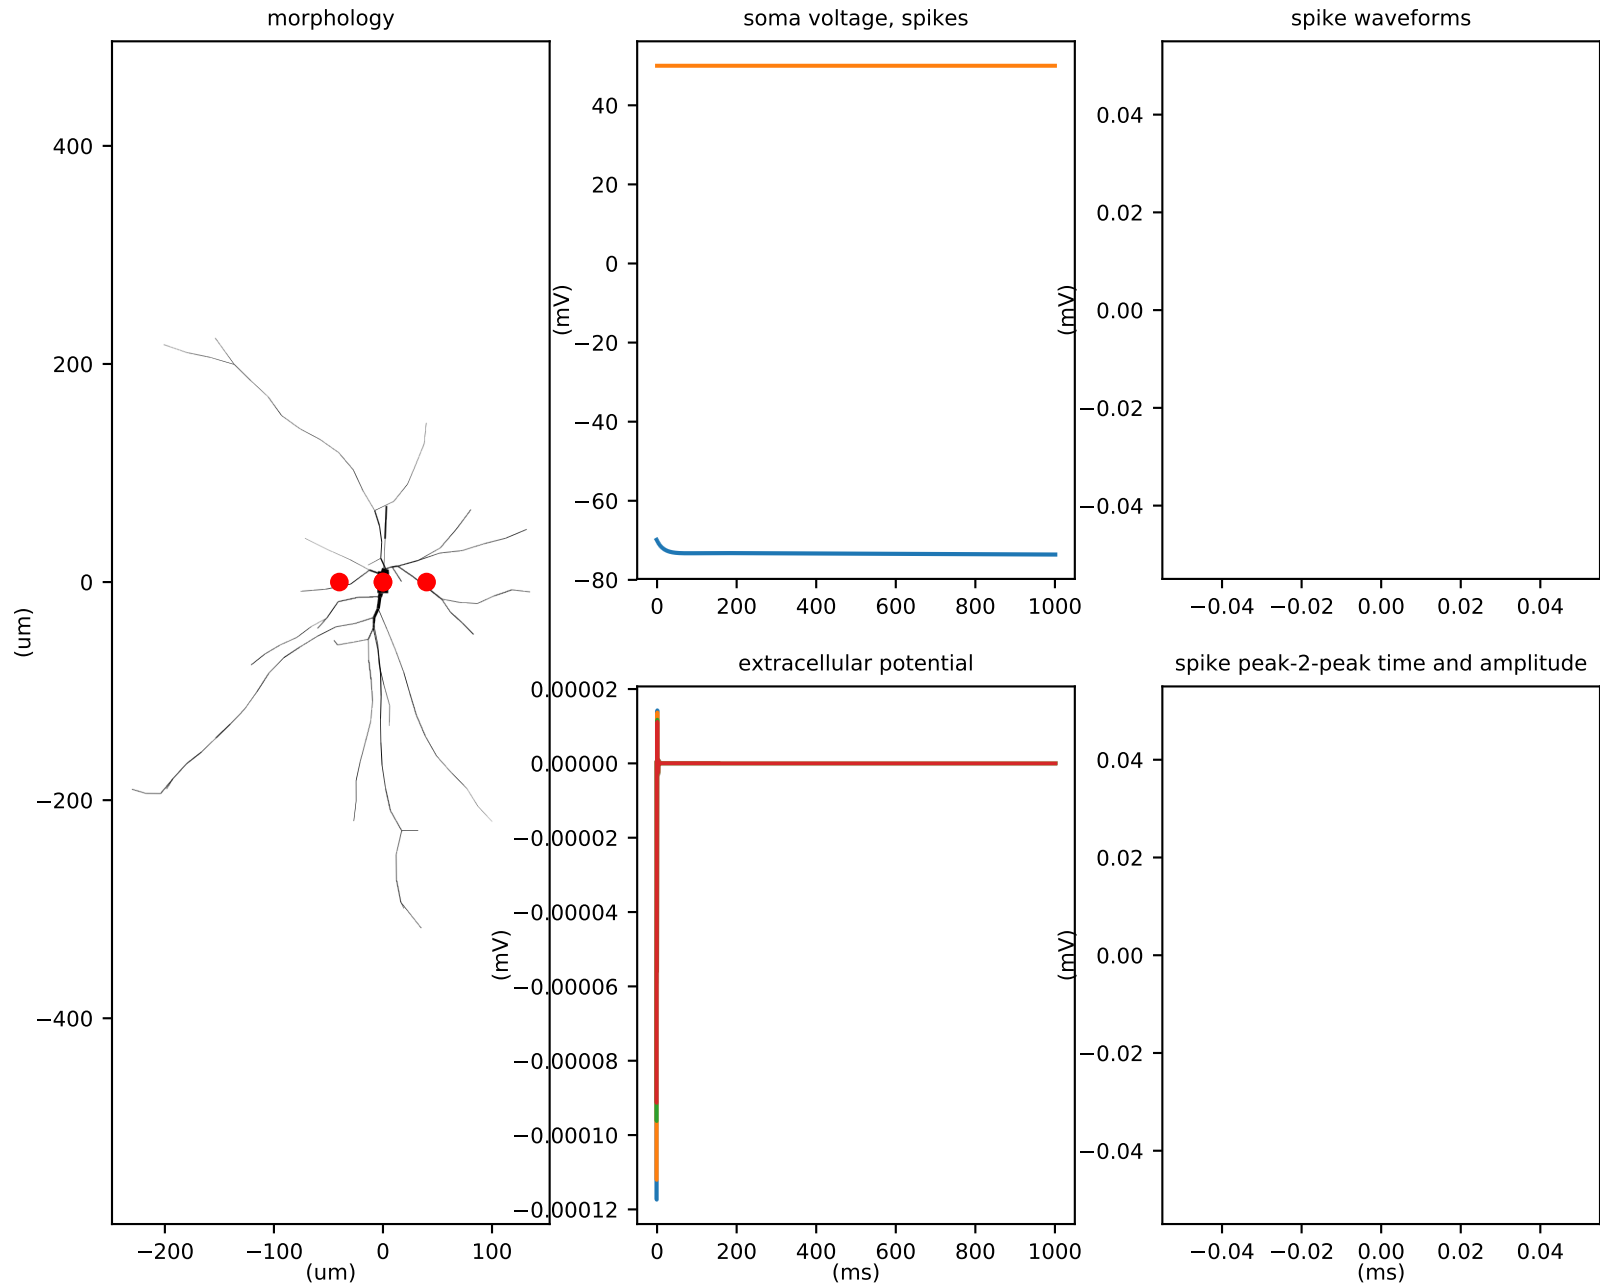 morphology
400
200
0
−200
−400
(um)
−200 −100 0 100
(um)
soma voltage, spikes
40
20
0
−20
−40
−60
−80
(mV)
0 200 400 600 800 1000
spike waveforms
0.04
0.02
0.00
−0.02
−0.04
(mV)
−0.04 −0.02 0.00 0.02 0.04
extracellular potential
0.00002
0.00000
−0.00002
−0.00004
−0.00006
−0.00008
−0.00010
−0.00012
(mV)
0 200 400 600 800 1000
(ms)
spike peak-2-peak time and amplitude
0.04
0.02
0.00
−0.02
−0.04
(mV)
−0.04 −0.02 0.00 0.02 0.04
(ms)